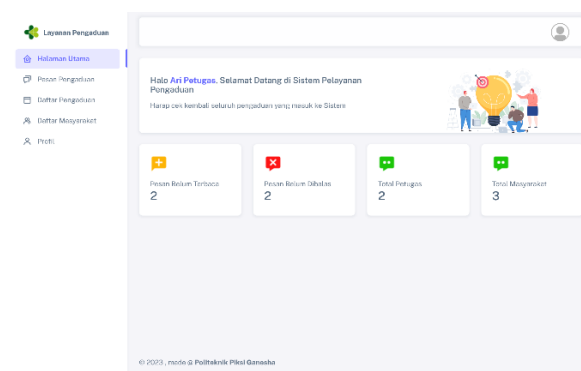 Layanan Pengaduan
Halaman Utama
Pesan Pengaduan
Daftar Pengaduan
Daftar Masyarakat
Profil
Halo Ari Petugas, Selamat Datang di Sistem Pelayanan
Pengaduan
Harap cek kembali seluruh pengaduan yang masuk ke Sistem
Pesan Belum Terbaca
2
Pesan Belum Dibalas
2
Total Petugas
2
Total Masyarakat
3
© 2023 , made @ Politeknik Piksi Ganesha